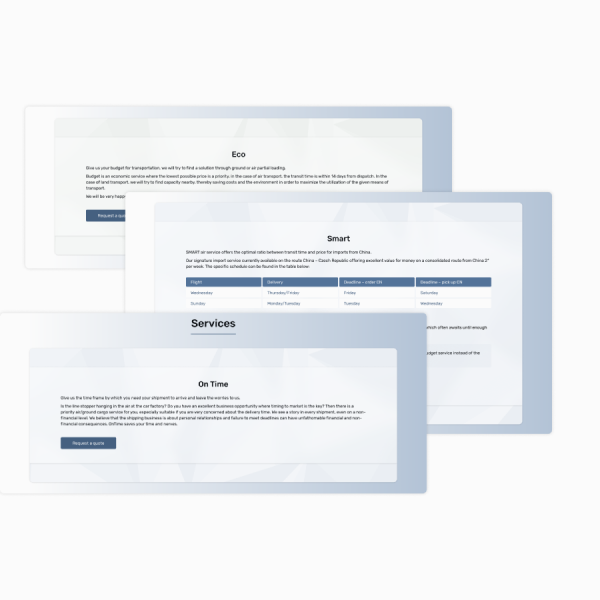 Eco
Give us your budget for transportation, we will try to find a solution through ground or air partial loading.
Budget is an economic service where the lowest possible price is a priority. In the case of air transport, the transit time is within 14 days from dispatch. In the
case of land transport, we will try to find capacity nearby, thereby saving costs and the environment in order to maximize the utilization of the given means of
transport.
We will be very happ
Request a quo
Smart
SMART air service offers the optimal ratio between transit time and price for imports from China.
Our signature import service currently available on the route China – Czech Republic offering excellent value for money on a consolidated route from China 2*
per week. The specific schedule can be found in the table below:
Flight Delivery Deadline – order EN Deadline – pick up EN
Wednesday Thursday/Friday Friday Saturday
Sunday Monday/Tuesday Tuesday Wednesday
which often awaits until enough
udget service instead of the
Services
On Time
Give us the time frame by which you need your shipment to arrive and leave the worries to us.
Is the line stopper hanging in the air at the car factory? Do you have an excellent business opportunity where timing to market is the key? Then there is a
priority air/ground cargo service for you, especially suitable if you are very concerned about the delivery time. We see a story in every shipment, even on a non-
financial level. We believe that the shipping business is about personal relationships and failure to meet deadlines can have unfathomable financial and non-
financial consequences. OnTime saves your time and nerves.
Request a quote